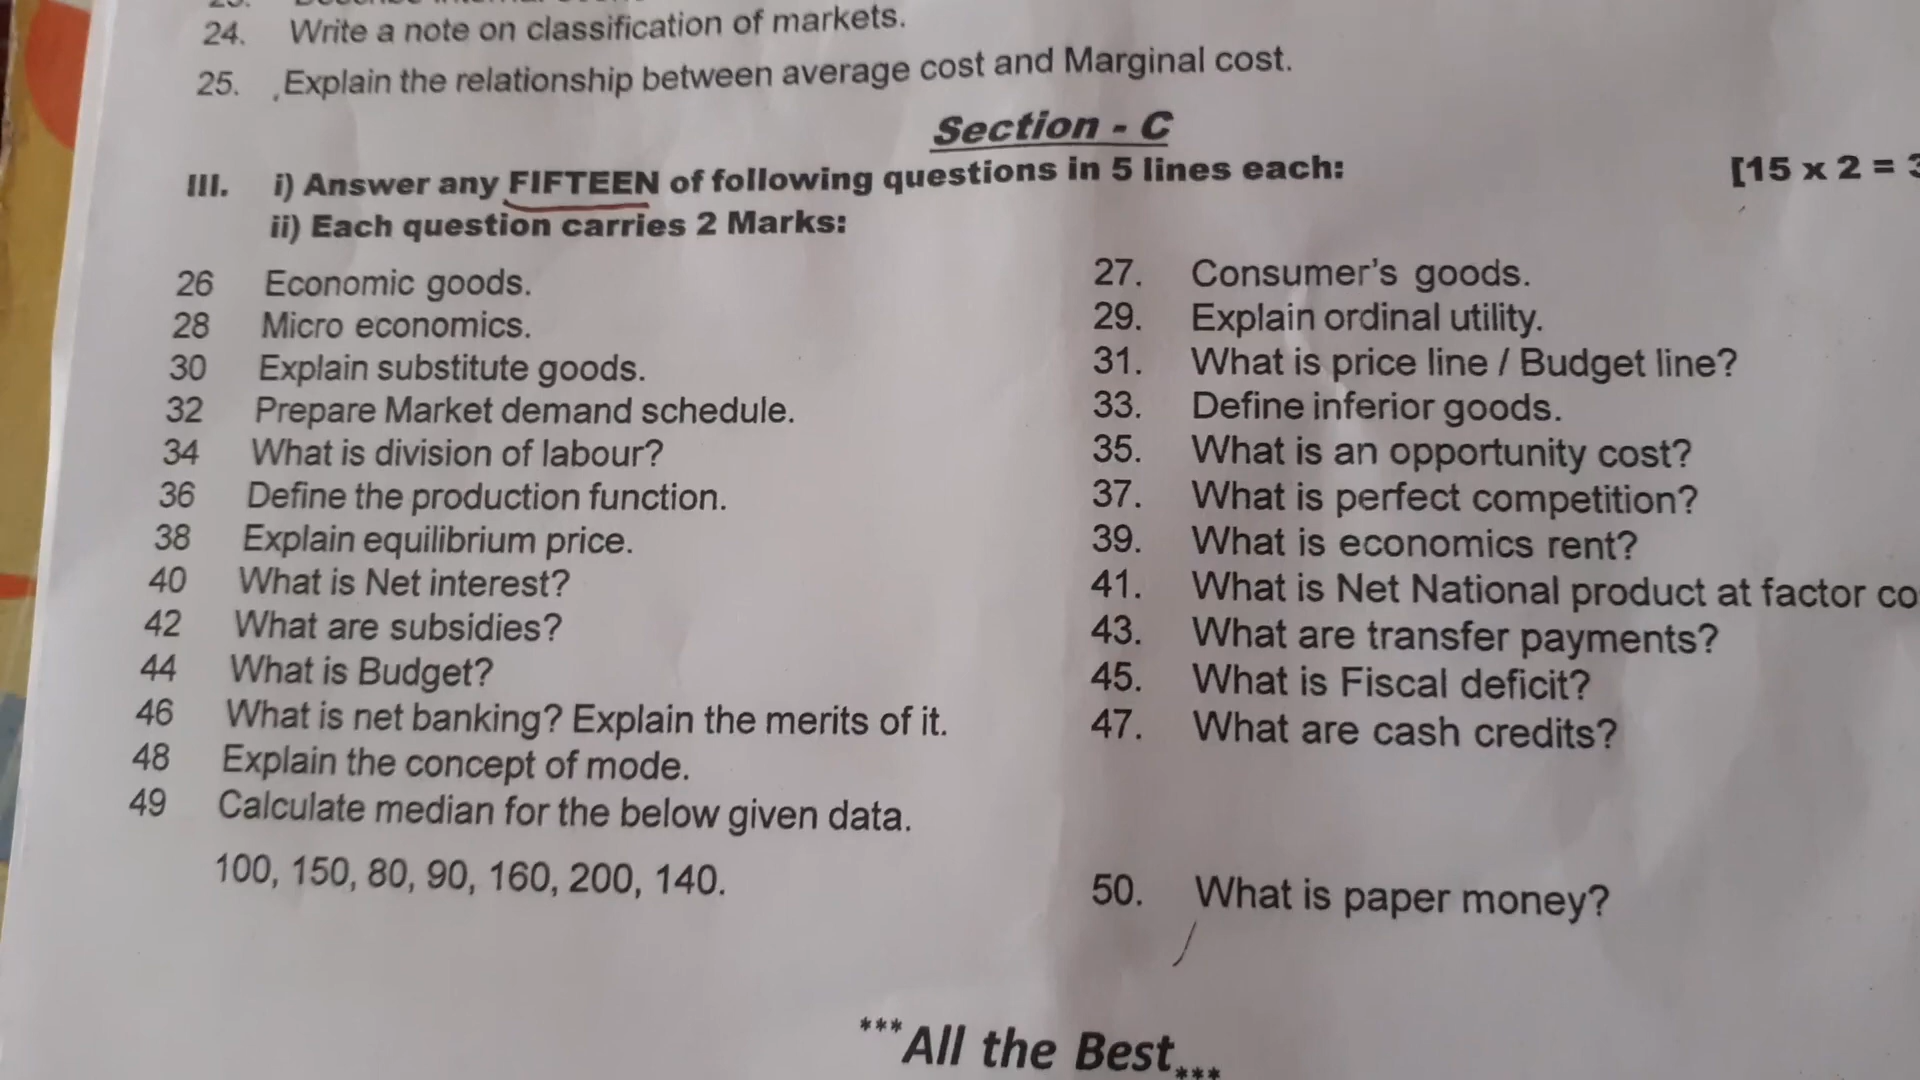 24. Write a note on classification of markets.
25. Explain the relationship between average cost and Marginal cost.
Section - C
III. i) Answer any FIFTEEN of following questions in 5 lines each: [15 x 2 =
ii) Each question carries 2 Marks:
26 Economic goods. 27. Consumer's goods.
28 Micro economics. 29. Explain ordinal utility.
30 Explain substitute goods. 31. What is price line / Budget line?
32 Prepare Market demand schedule. 33. Define inferior goods.
34 What is division of labour? 35. What is an opportunity cost?
36 Define the production function. 37. What is perfect competition?
38 Explain equilibrium price. 39. What is economics rent?
40 What is Net interest? 41. What is Net National product at factor co
42 What are subsidies? 43. What are transfer payments?
44 What is Budget? 45. What is Fiscal deficit?
46 What is net banking? Explain the merits of it. 47. What are cash credits?
48 Explain the concept of mode.
49 Calculate median for the below given data.
100, 150, 80, 90, 160, 200, 140. 50. What is paper money?
***All the Best...***